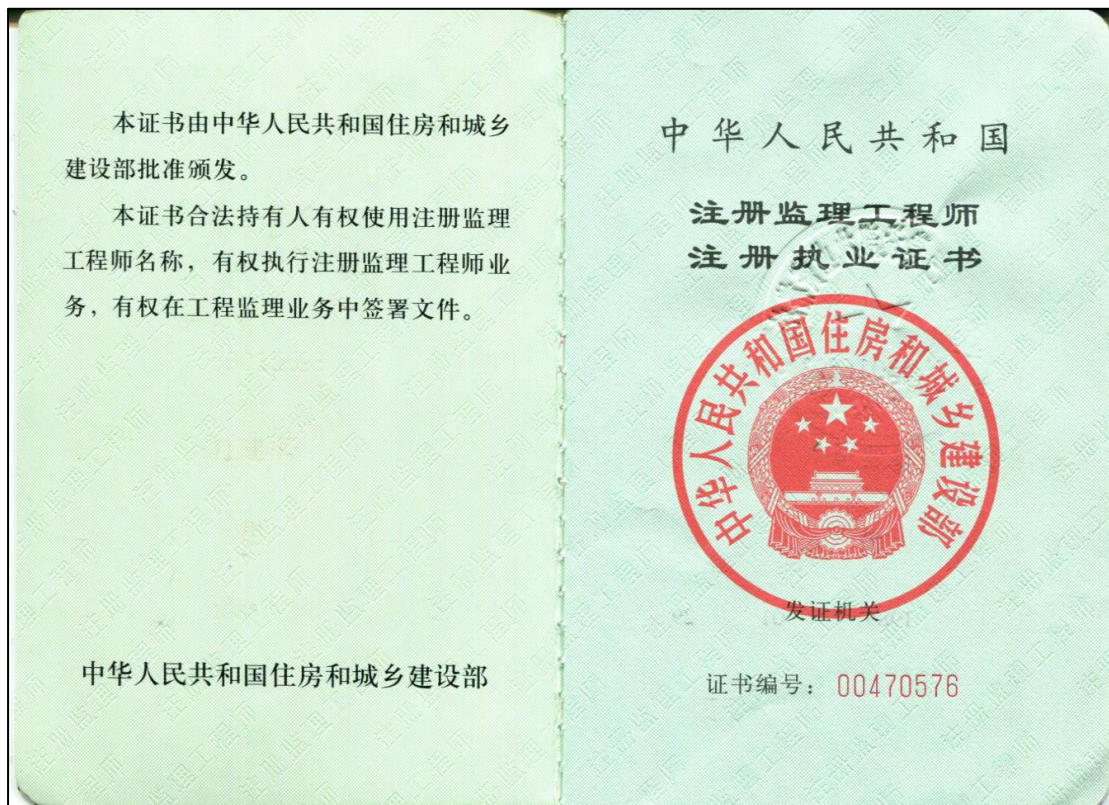 本证书由中华人民共和国住房和城乡
建设部批准颁发。
本证书合法持有人有权使用注册监理
工程师名称，有权执行注册监理工程师业
务，有权在工程监理业务中签署文件。
中华人民共和国住房和城乡建设部
中华人民共和国
注册监理工程师
注册执业证书
中华人民共和国住房和城乡建设部
发证机关
证书编号：00470576